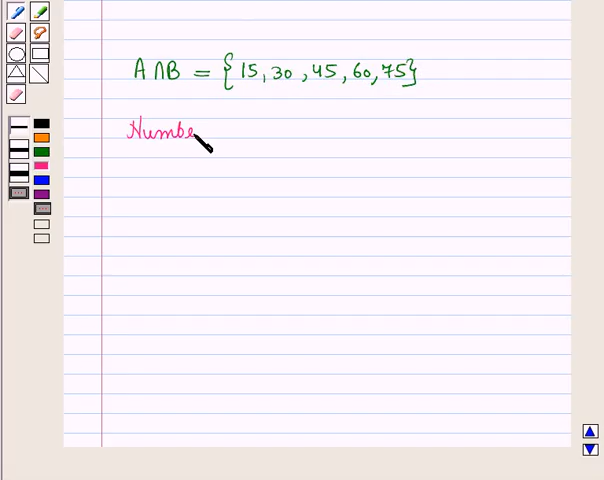 A ∩ B = {15, 30, 45, 60, 75}
Numbe